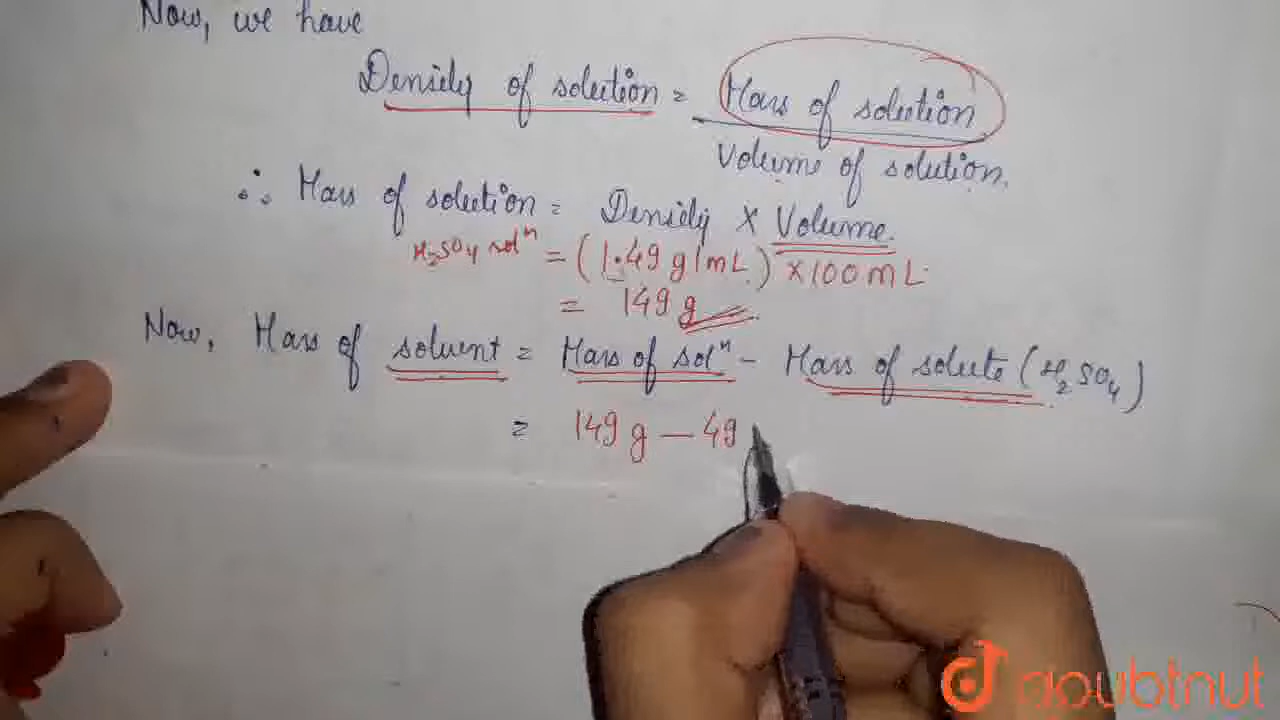 Now, we have
Density of solution = Mass of solution
Volume of solution.
∴ Mass of solution = Density × Volume.
H2SO4 solⁿ = (1.49 g/mL) × 100 mL
= 149 g
Now, Mass of solvent = Mass of solⁿ - Mass of solute (H2SO4)
= 149 g — 49
doubtnut